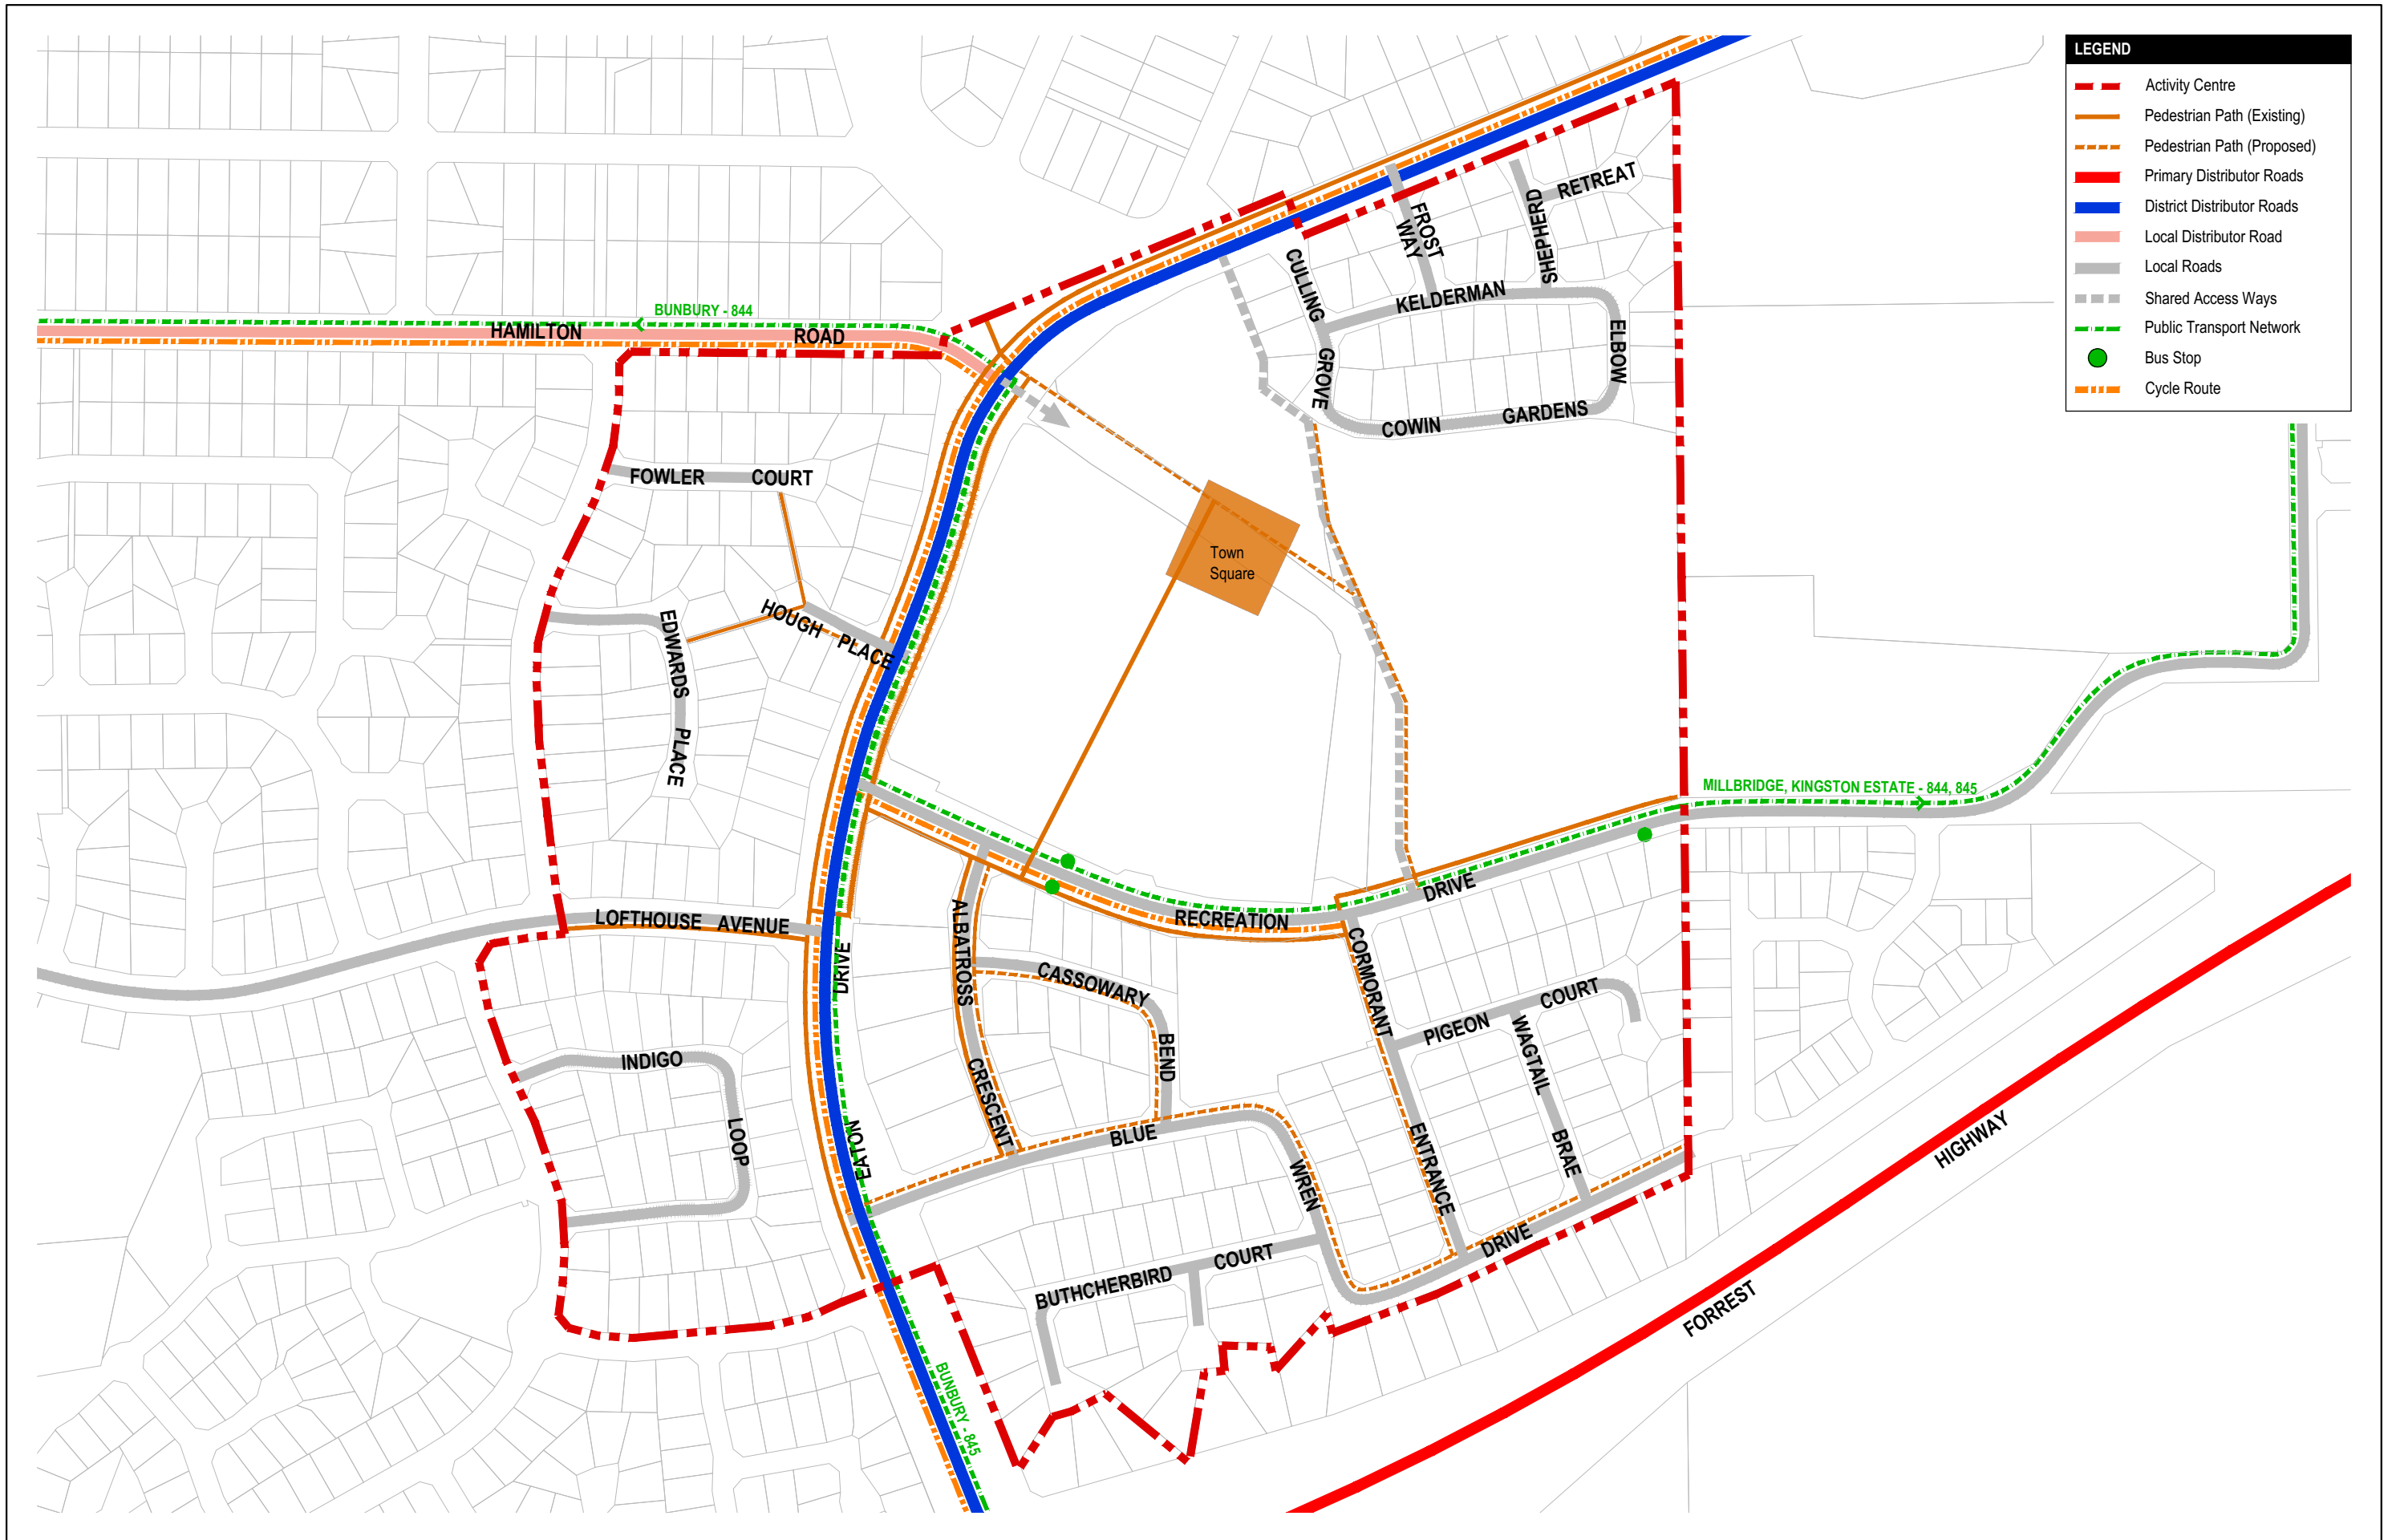 LEGEND
Activity Centre
Pedestrian Path (Existing)
Pedestrian Path (Proposed)
Primary Distributor Roads
District Distributor Roads
Local Distributor Road
Local Roads
Shared Access Ways
Public Transport Network
Bus Stop
Cycle Route
BUNBURY - 844
HAMILTON ROAD
RETREAT
SHEPHERD
FROST
WAY
CULLING
GROVE
KELDERMAN
ELBOW
COWIN GARDENS
FOWLER COURT
Town
Square
HOUGH PLACE
EDWARDS
PLACE
MILLBRIDGE, KINGSTON ESTATE - 844, 845
LOFTHOUSE AVENUE
DRIVE
EATON
ALBATROSS
CRESCENT
RECREATION
DRIVE
CASSOWARY
BEND
CORMORANT
ENTRANCE
PIGEON
COURT
WAGTAIL
BRAE
INDIGO
LOOP
BLUE
WREN
DRIVE
BUTHCHERBIRD
COURT
BUNBURY - 845
FORREST
HIGHWAY